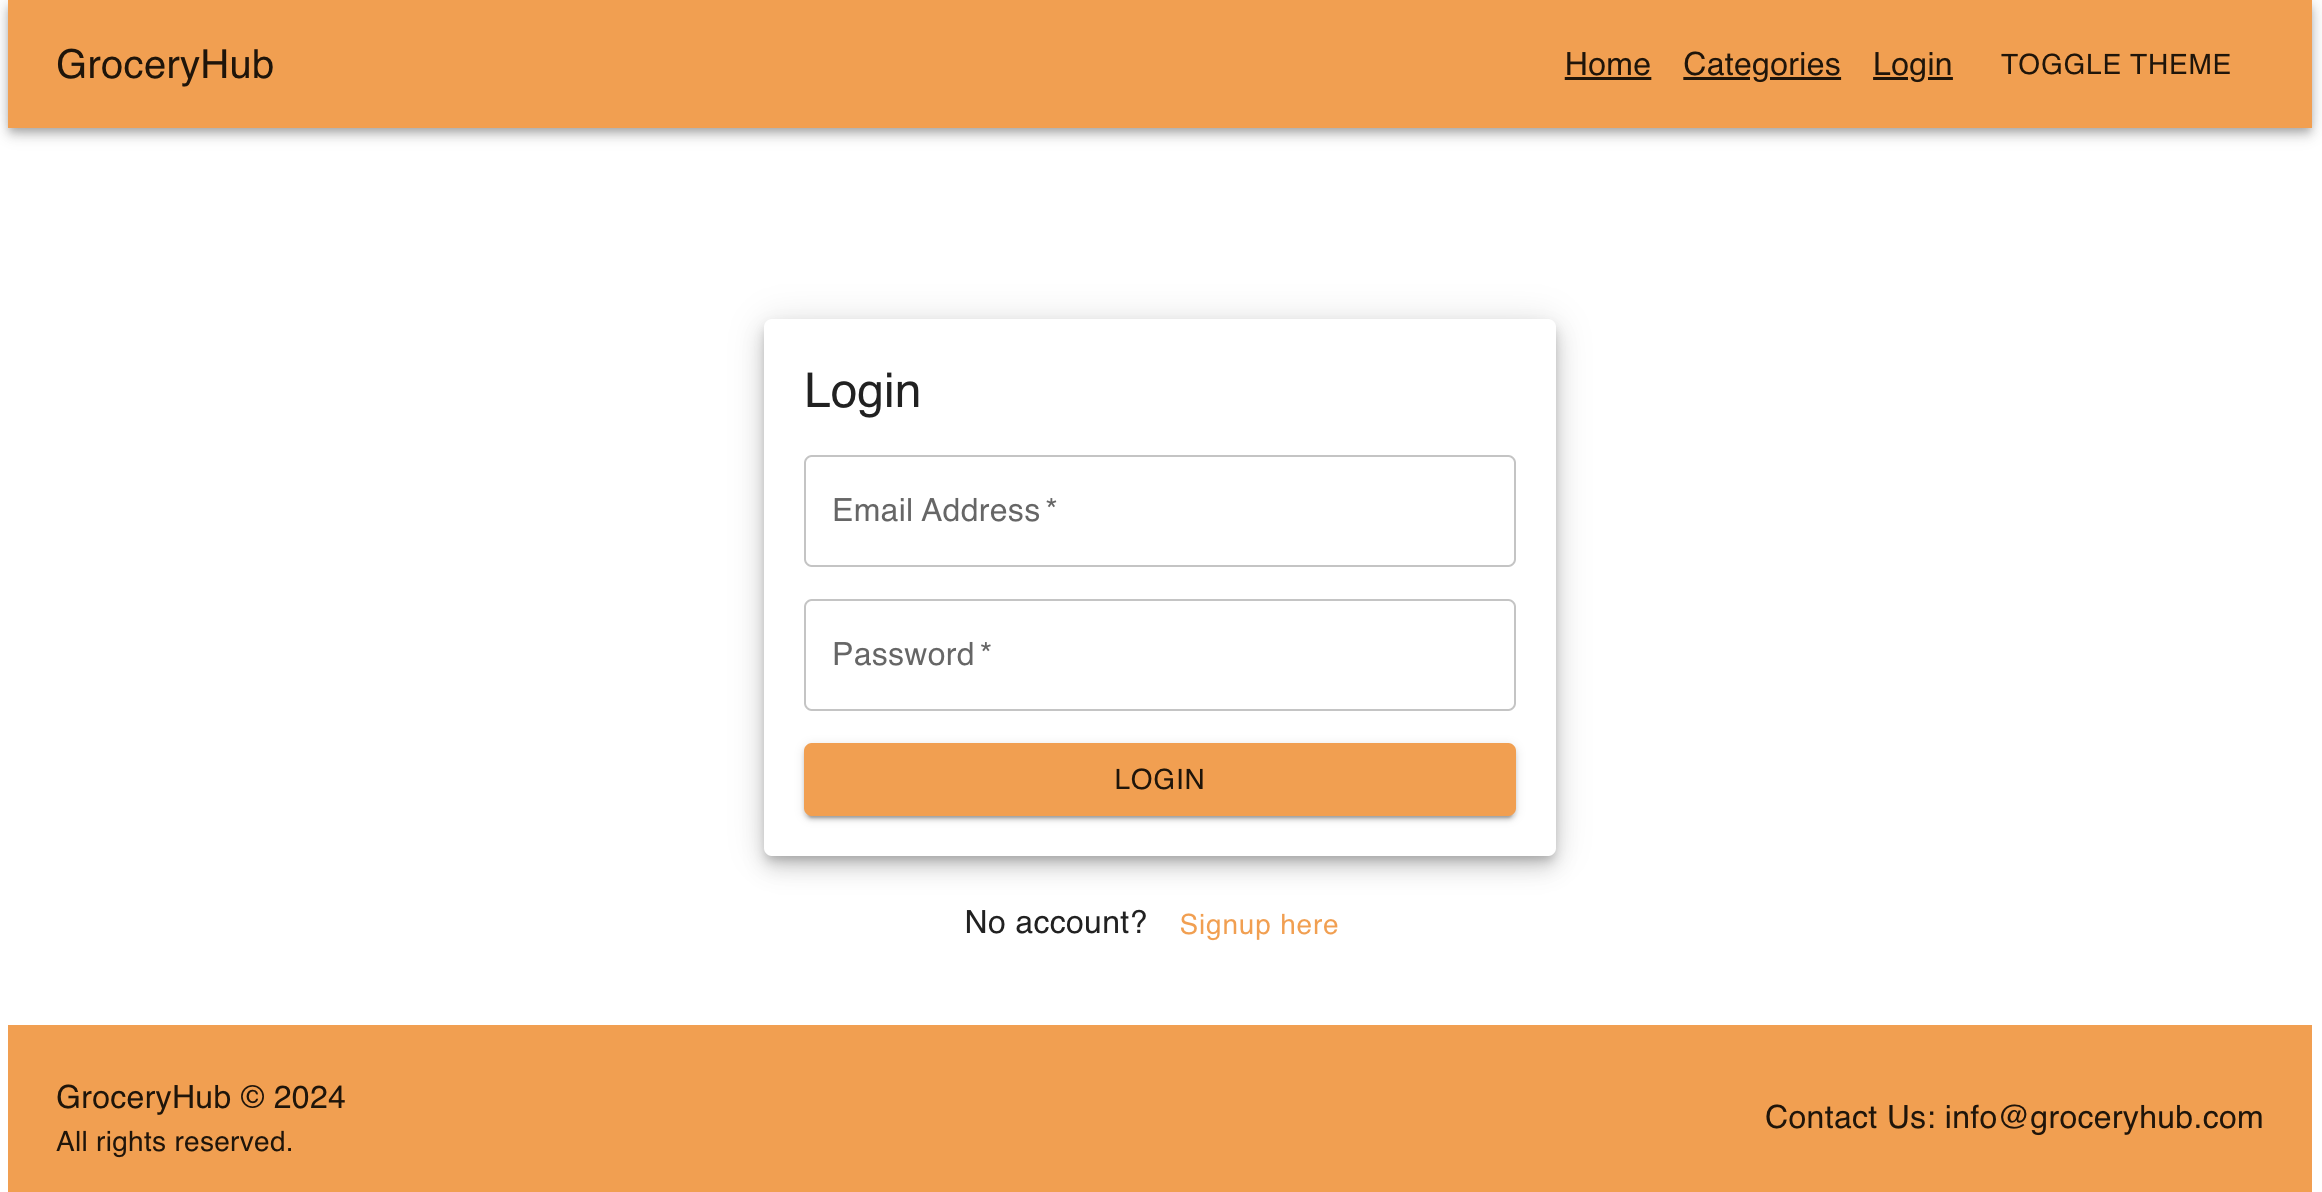 GroceryHub
Home Categories Login TOGGLE THEME
Login
Email Address *
Password *
LOGIN
No account? Signup here
GroceryHub © 2024
All rights reserved.
Contact Us: info@groceryhub.com